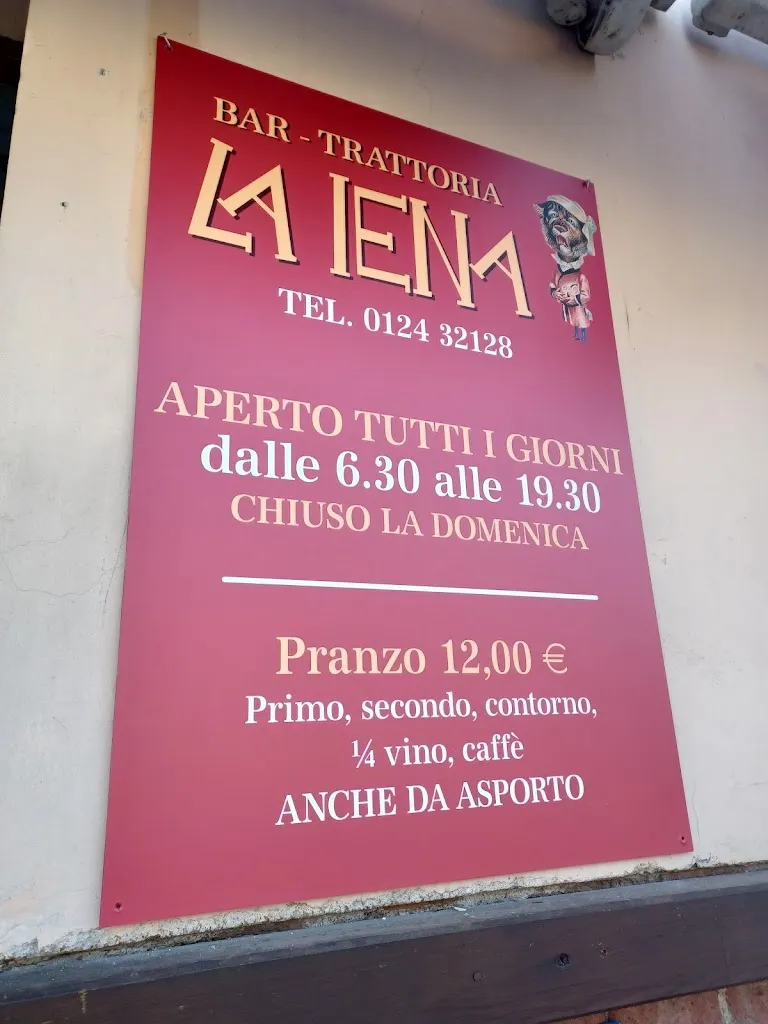 BAR - TRATTORIA
LA IENA
TEL. 0124 32128
APERTO TUTTI I GIORNI
dalle 6.30 alle 19.30
CHIUSO LA DOMENICA
Pranzo 12,00 €
Primo, secondo, contorno,
¼ vino, caffè
ANCHE DA ASPORTO